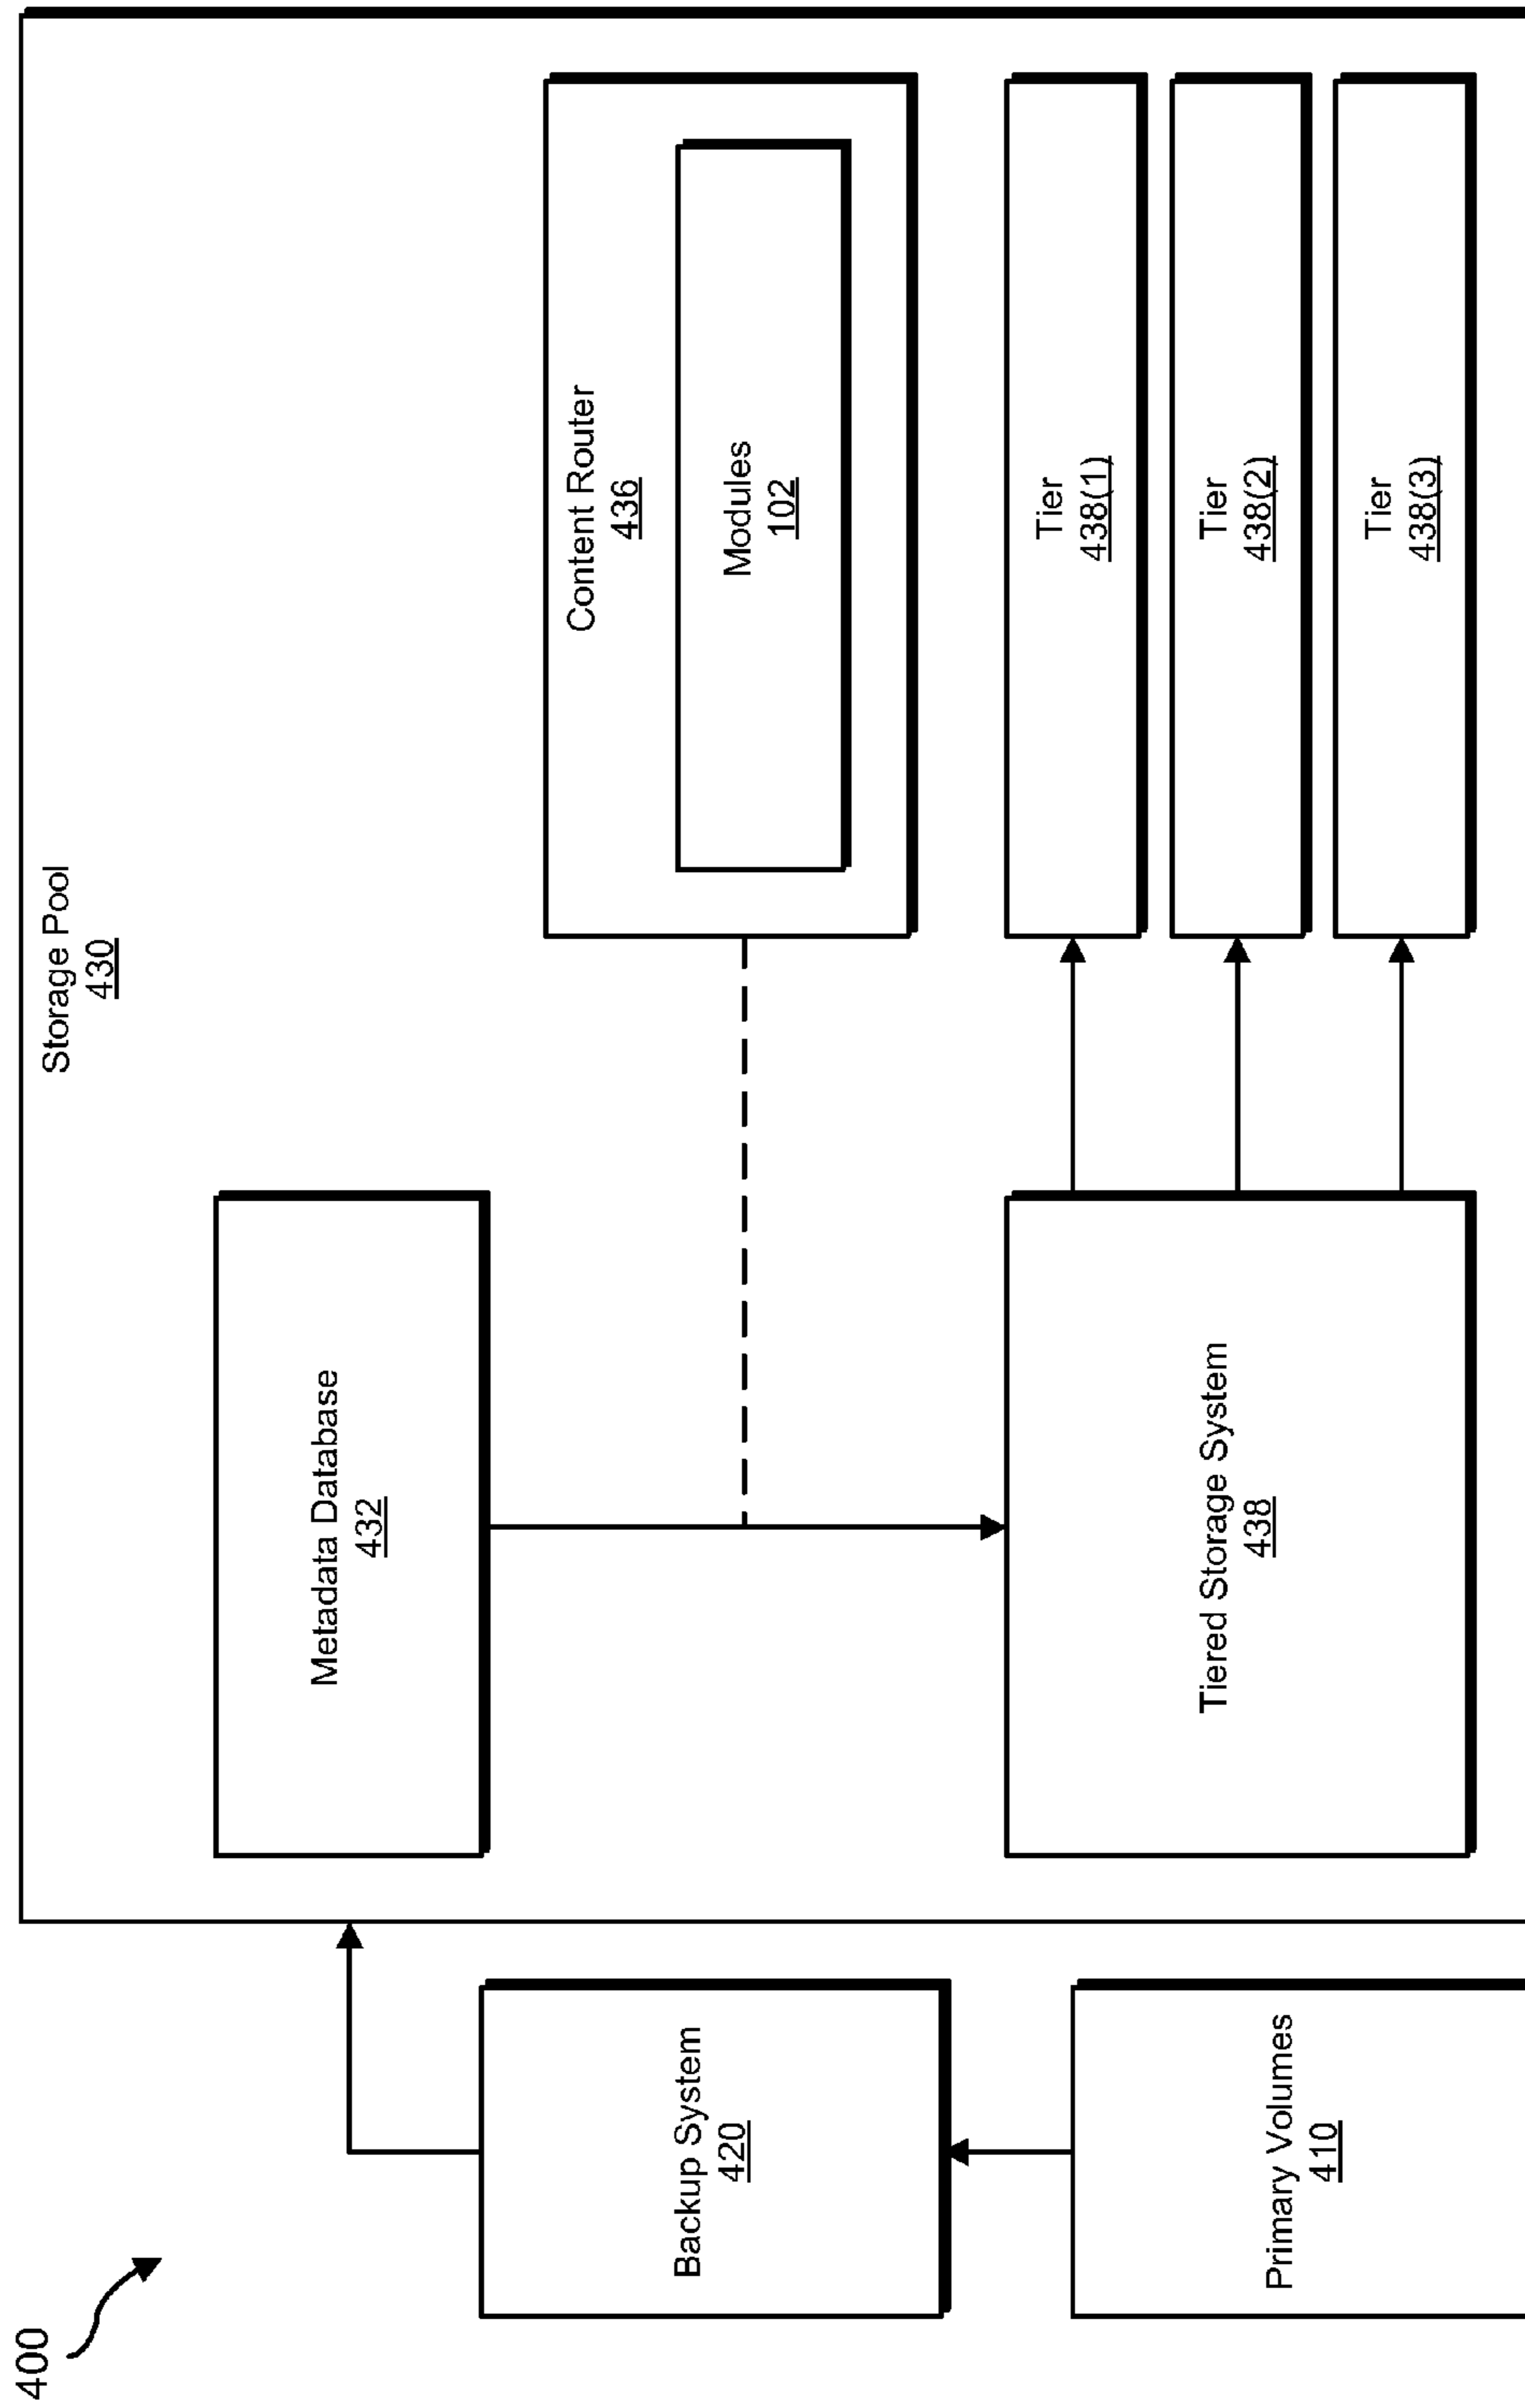 400
Storage Pool
430
Metadata Database
432
Content Router
436
Modules
102
Backup System
420
Primary Volumes
410
Tiered Storage System
438
Tier
438(1)
Tier
438(2)
Tier
438(3)